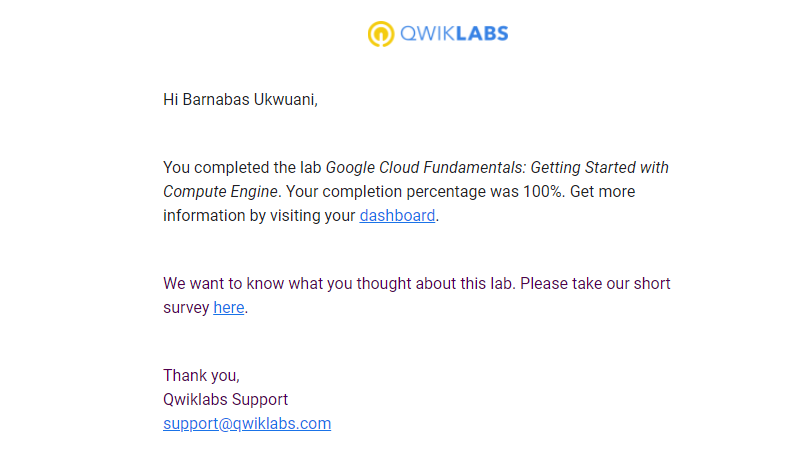 QWIKLABS
Hi Barnabas Ukwuani,
You completed the lab Google Cloud Fundamentals: Getting Started with
Compute Engine. Your completion percentage was 100%. Get more
information by visiting your dashboard.
We want to know what you thought about this lab. Please take our short
survey here.
Thank you,
Qwiklabs Support
support@qwiklabs.com